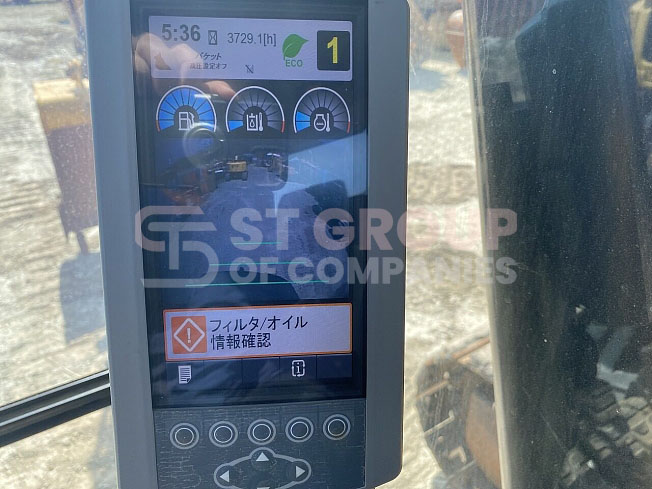 5:36 3729.1[h]
バケット
ECO
1
ST GROUP
OF COMPANIES
フィルタ/オイル
情報確認